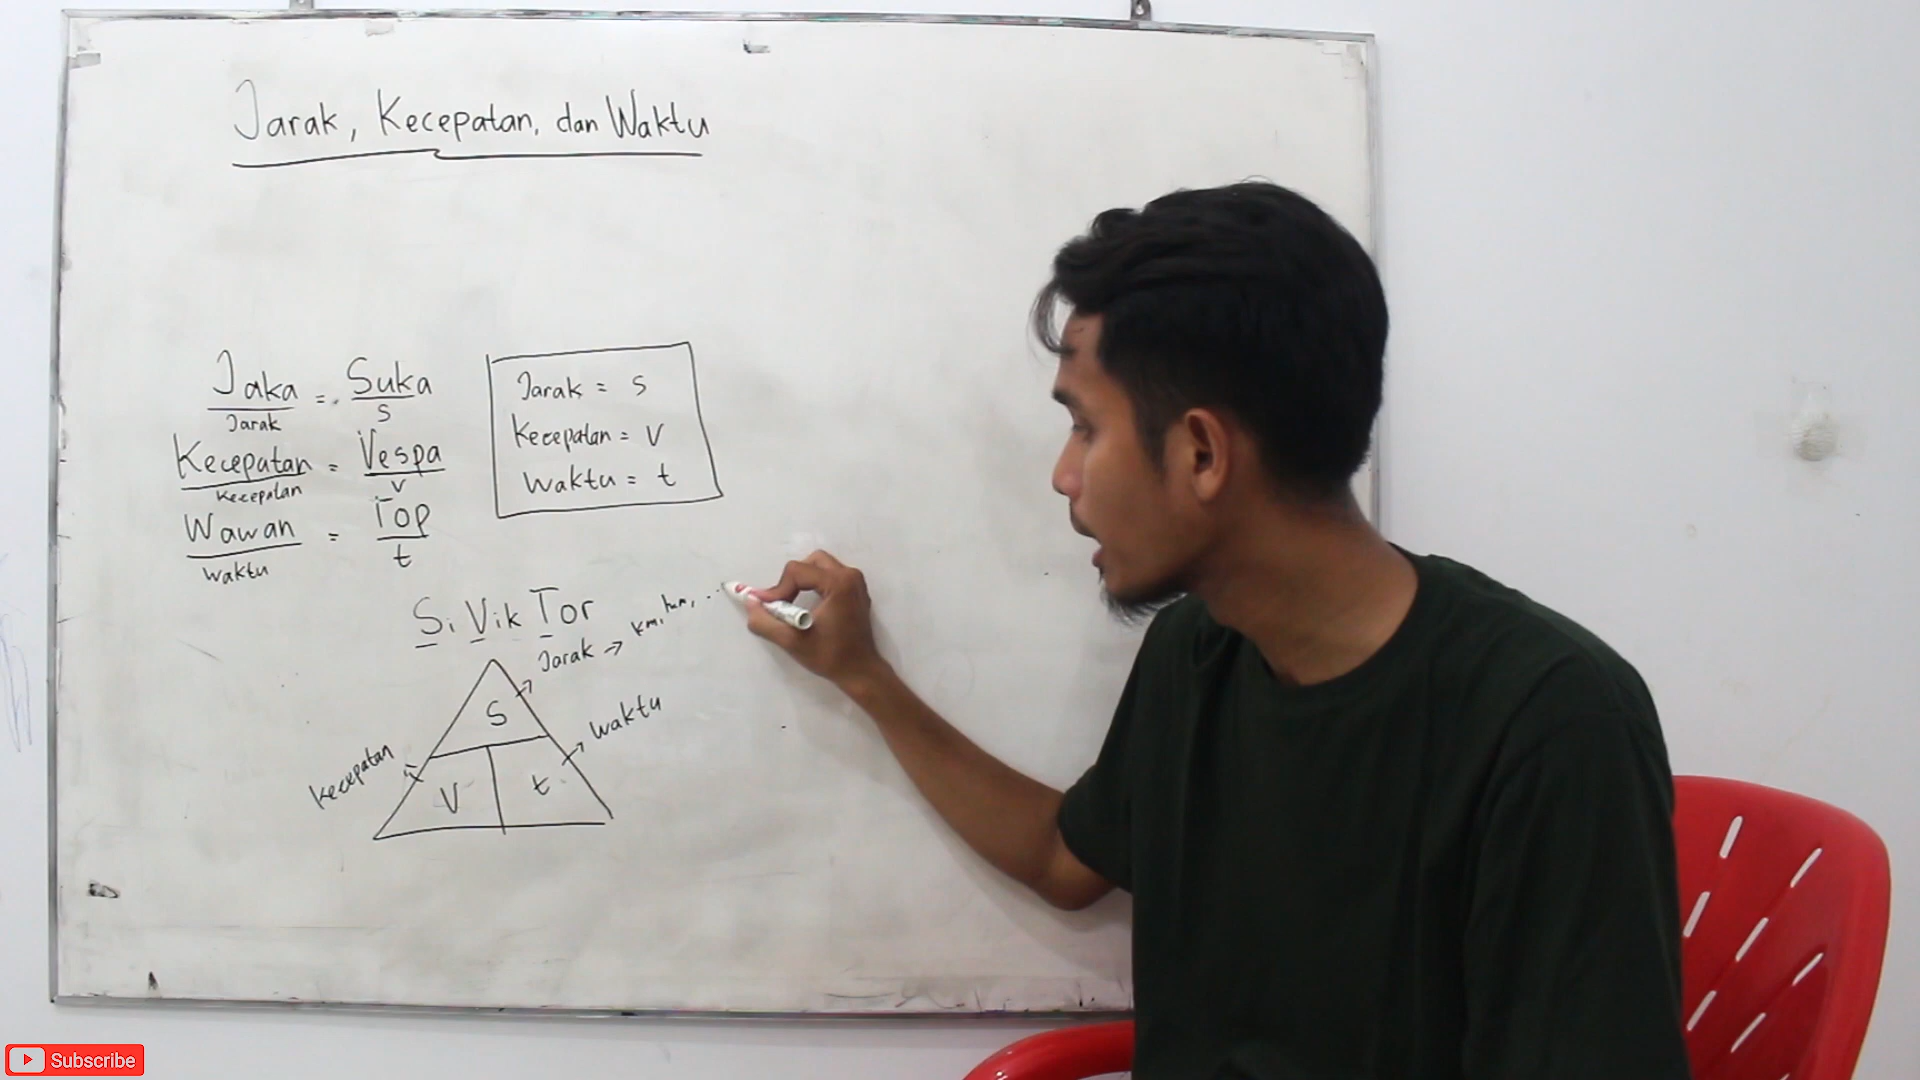 Jarak, Kecepatan, dan Waktu
Jaka = Suka
Jarak s
Kecepatan = Vespa
Kecepatan v
Wawan = Top
Waktu t
Jarak = s
Kecepatan = v
Waktu = t
Si Vik Tor
Jarak → km, hm, ...
S
Waktu
Kecepatan
V t
Subscribe